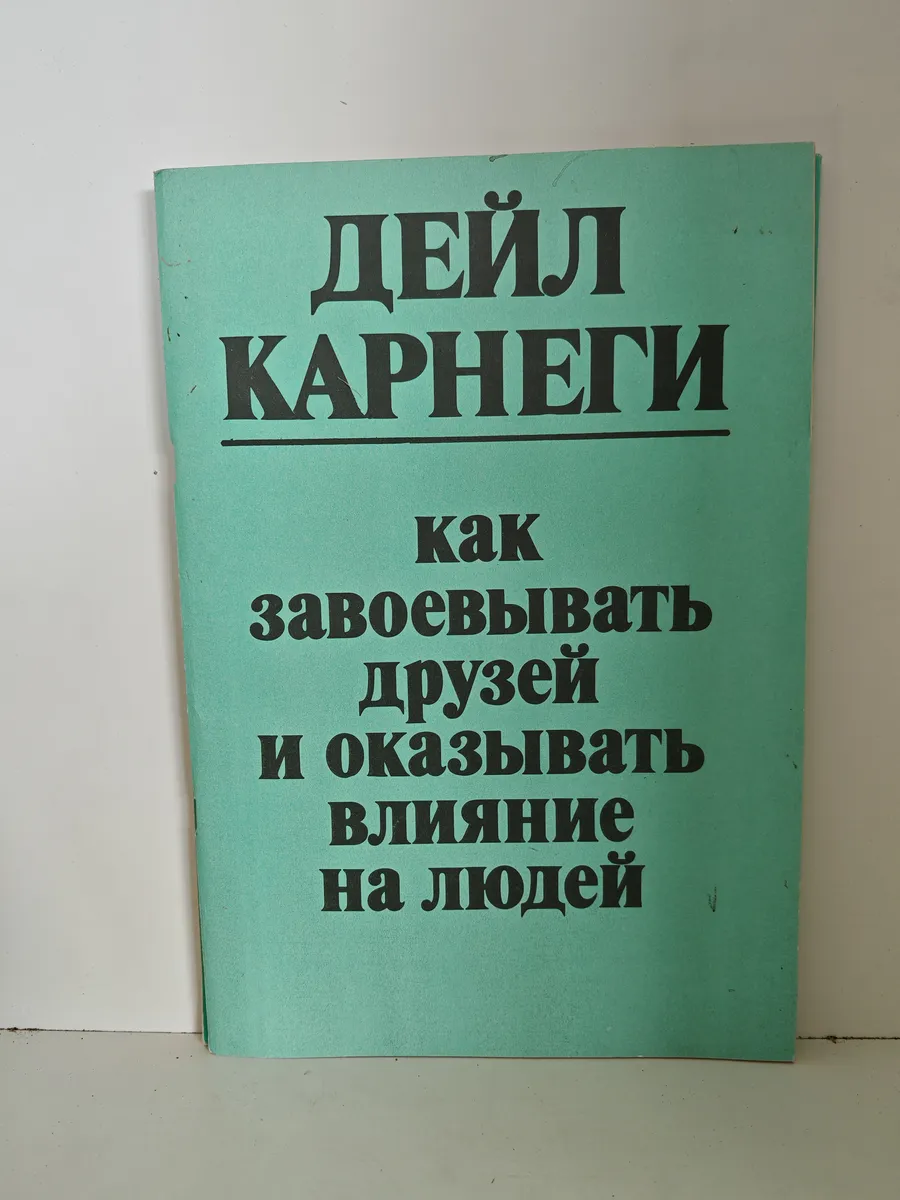 ДЕЙЛ
КАРНЕГИ
как
завоевывать
друзей
и оказывать
влияние
на людей